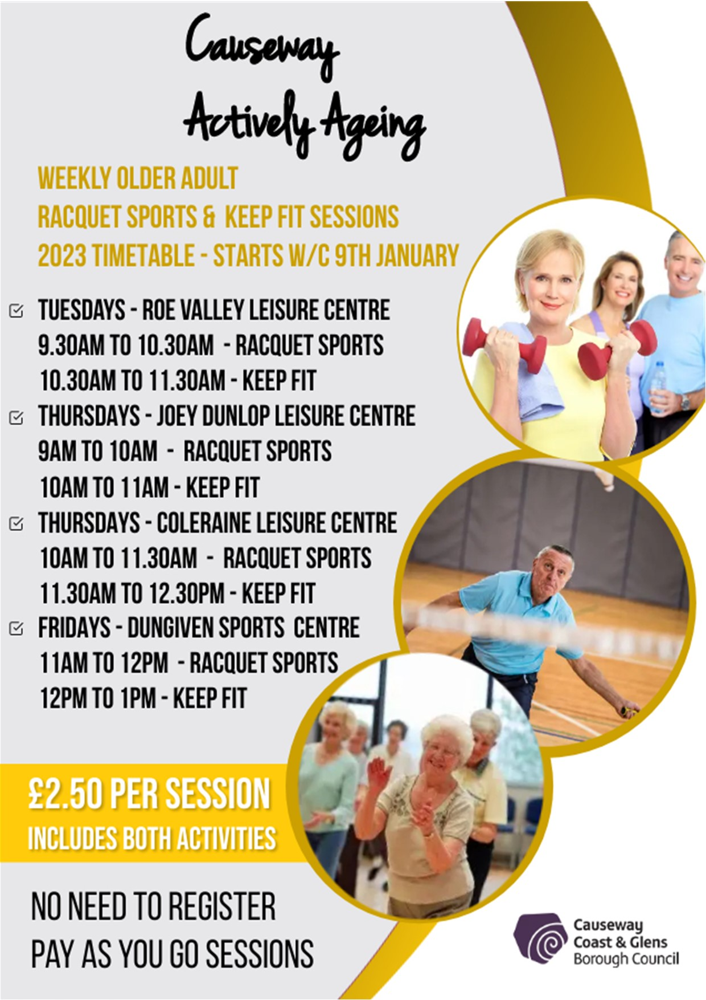 Causeway
Actively Ageing
WEEKLY OLDER ADULT
RACQUET SPORTS & KEEP FIT SESSIONS
2023 TIMETABLE - STARTS W/C 9TH JANUARY
TUESDAYS - ROE VALLEY LEISURE CENTRE
9.30AM TO 10.30AM - RACQUET SPORTS
10.30AM TO 11.30AM - KEEP FIT
THURSDAYS - JOEY DUNLOP LEISURE CENTRE
9AM TO 10AM - RACQUET SPORTS
10AM TO 11AM - KEEP FIT
THURSDAYS - COLERAINE LEISURE CENTRE
10AM TO 11.30AM - RACQUET SPORTS
11.30AM TO 12.30PM - KEEP FIT
FRIDAYS - DUNGIVEN SPORTS CENTRE
11AM TO 12PM - RACQUET SPORTS
12PM TO 1PM - KEEP FIT
£2.50 PER SESSION
INCLUDES BOTH ACTIVITIES
NO NEED TO REGISTER
PAY AS YOU GO SESSIONS
Causeway
Coast & Glens
Borough Council